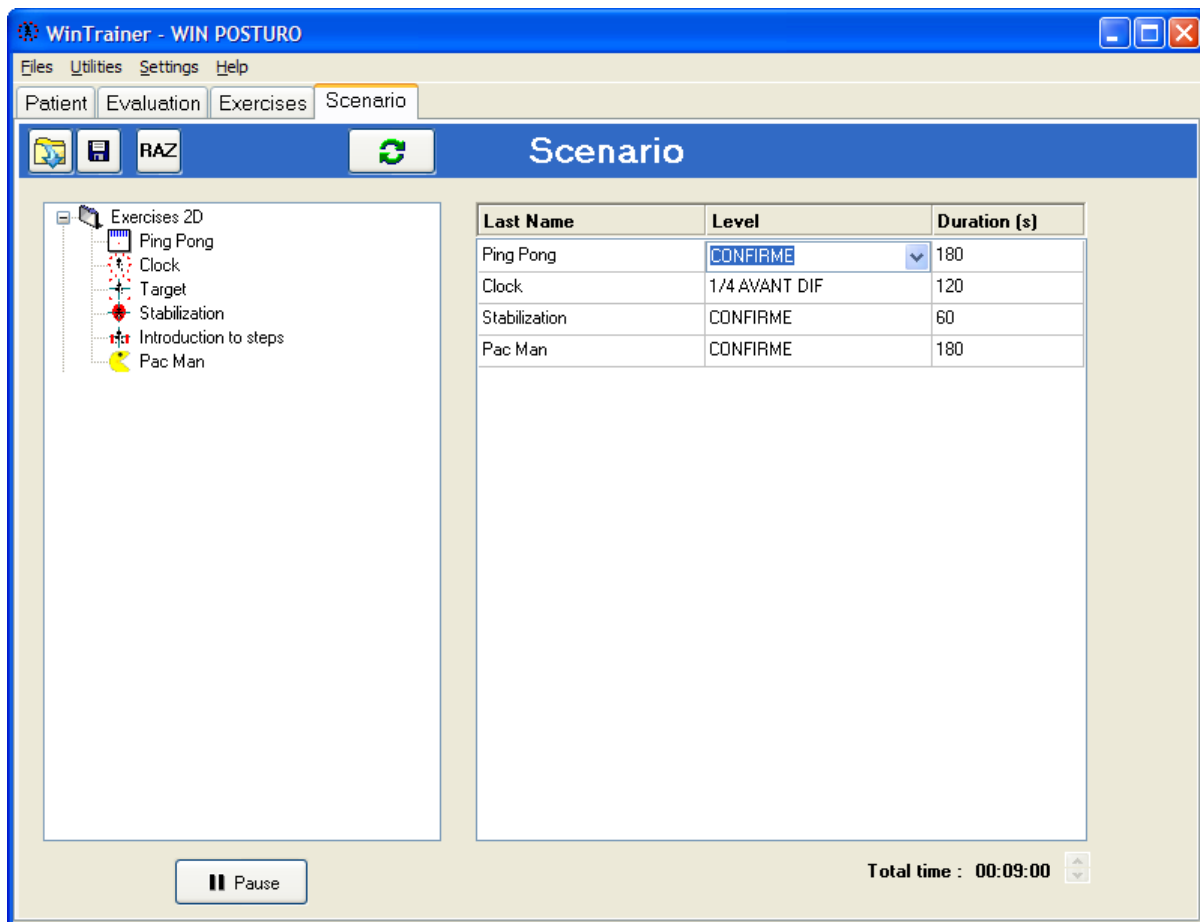 WinTrainer - WIN POSTURO
Files Utilities Settings Help
Patient Evaluation Exercises Scenario
RAZ Scenario
Exercises 2D
Ping Pong
Clock
Target
Stabilization
Introduction to steps
Pac Man
Last Name Level Duration (s)
Ping Pong CONFIRME 180
Clock 1/4 AVANT DIF 120
Stabilization CONFIRME 60
Pac Man CONFIRME 180
Pause
Total time : 00:09:00